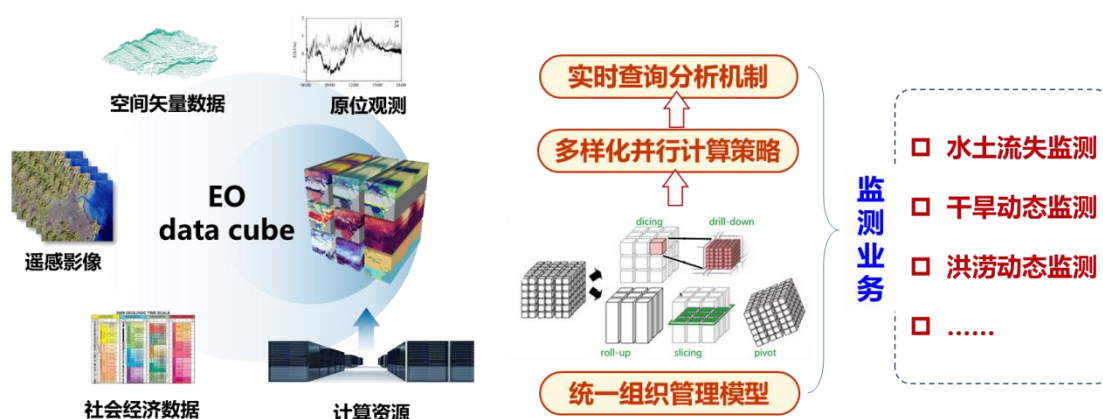 空间矢量数据
原位观测
EO
data cube
遥感影像
2009 GEOLOGIC TIME SCALE
社会经济数据
计算资源
实时查询分析机制
多样化并行计算策略
dicing
drill-down
roll-up
slicing
pivot
统一组织管理模型
监测业务
水土流失监测
干旱动态监测
洪涝动态监测
......